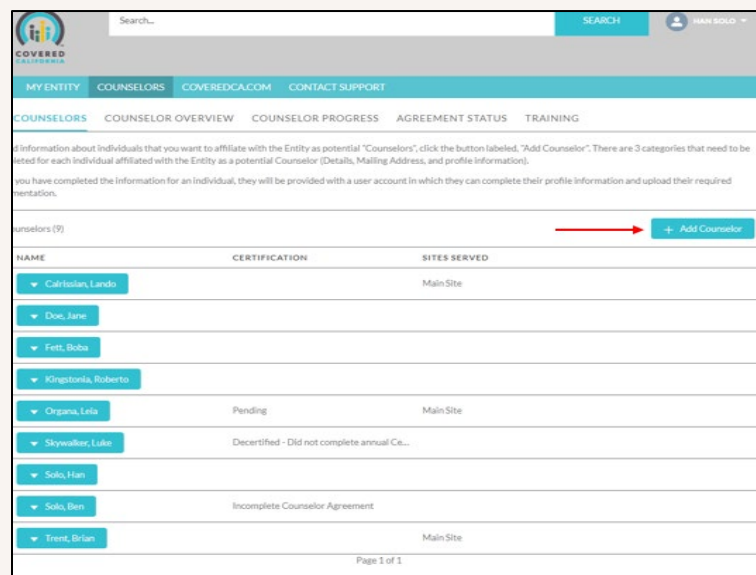 Search...
SEARCH
HAN SOLO
COVERED
CALIFORNIA
MY ENTITY COUNSELORS COVEREDCA.COM CONTACT SUPPORT
COUNSELORS COUNSELOR OVERVIEW COUNSELOR PROGRESS AGREEMENT STATUS TRAINING
d information about individuals that you want to affiliate with the Entity as potential "Counselors", click the button labeled, "Add Counselor". There are 3 categories that need to be
leted for each individual affiliated with the Entity as a potential Counselor (Details, Mailing Address, and profile information).
you have completed the information for an individual, they will be provided with a user account in which they can complete their profile information and upload their required
mentation.
unselors (9)
+ Add Counselor
NAME CERTIFICATION SITES SERVED
Calrissian, Lando Main Site
Doe, Jane
Fett, Boba
Kingstonia, Roberto
Organa, Leia Pending Main Site
Skywalker, Luke Decertified - Did not complete annual Ce...
Solo, Han
Solo, Ben Incomplete Counselor Agreement
Trent, Brian Main Site
Page 1 of 1